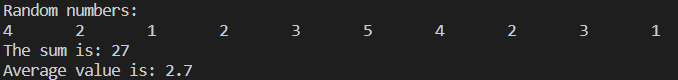 Random numbers:
4 2 1 2 3 5 4 2 3 1
The sum is: 27
Average value is: 2.7